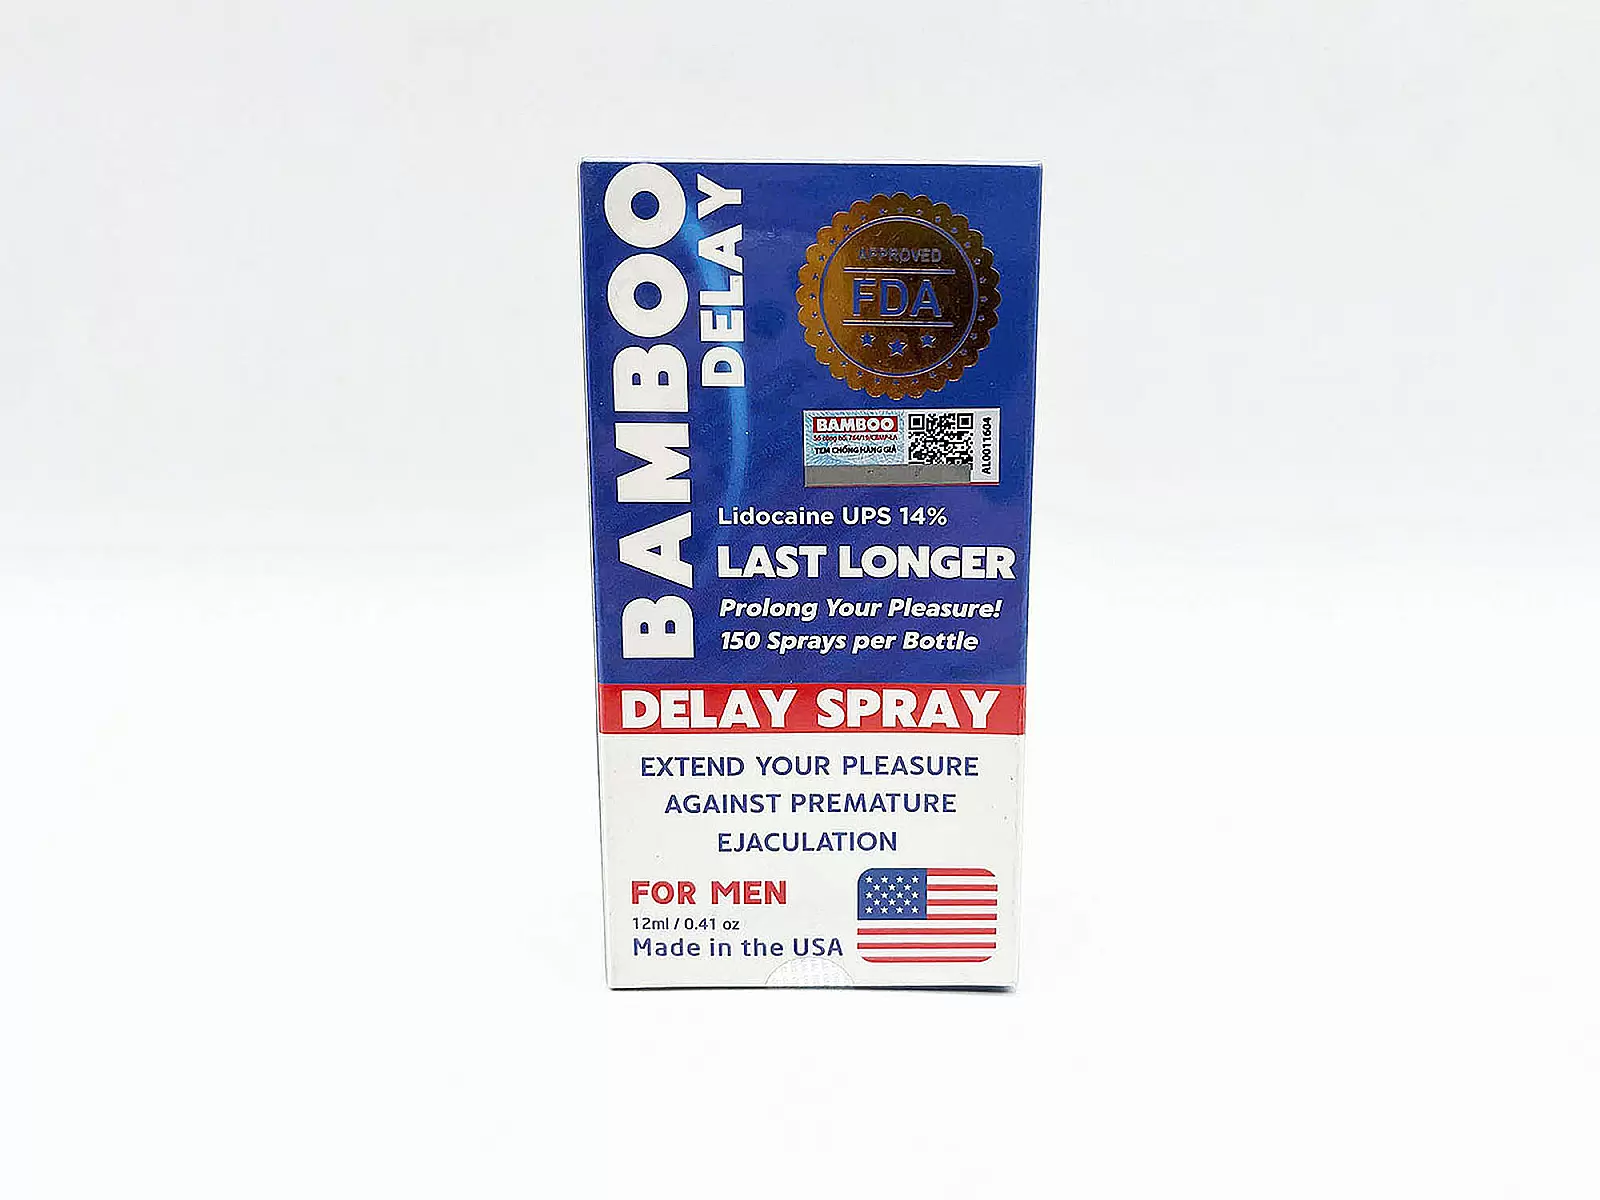 BAMBOO
DELAY
APPROVED
FDA
BAMBOO
TEM CHỐNG HÀNG GIẢ
AL0011604
Lidocaine UPS 14%
LAST LONGER
Prolong Your Pleasure!
150 Sprays per Bottle
DELAY SPRAY
EXTEND YOUR PLEASURE
AGAINST PREMATURE
EJACULATION
FOR MEN
12ml / 0.41 oz
Made in the USA